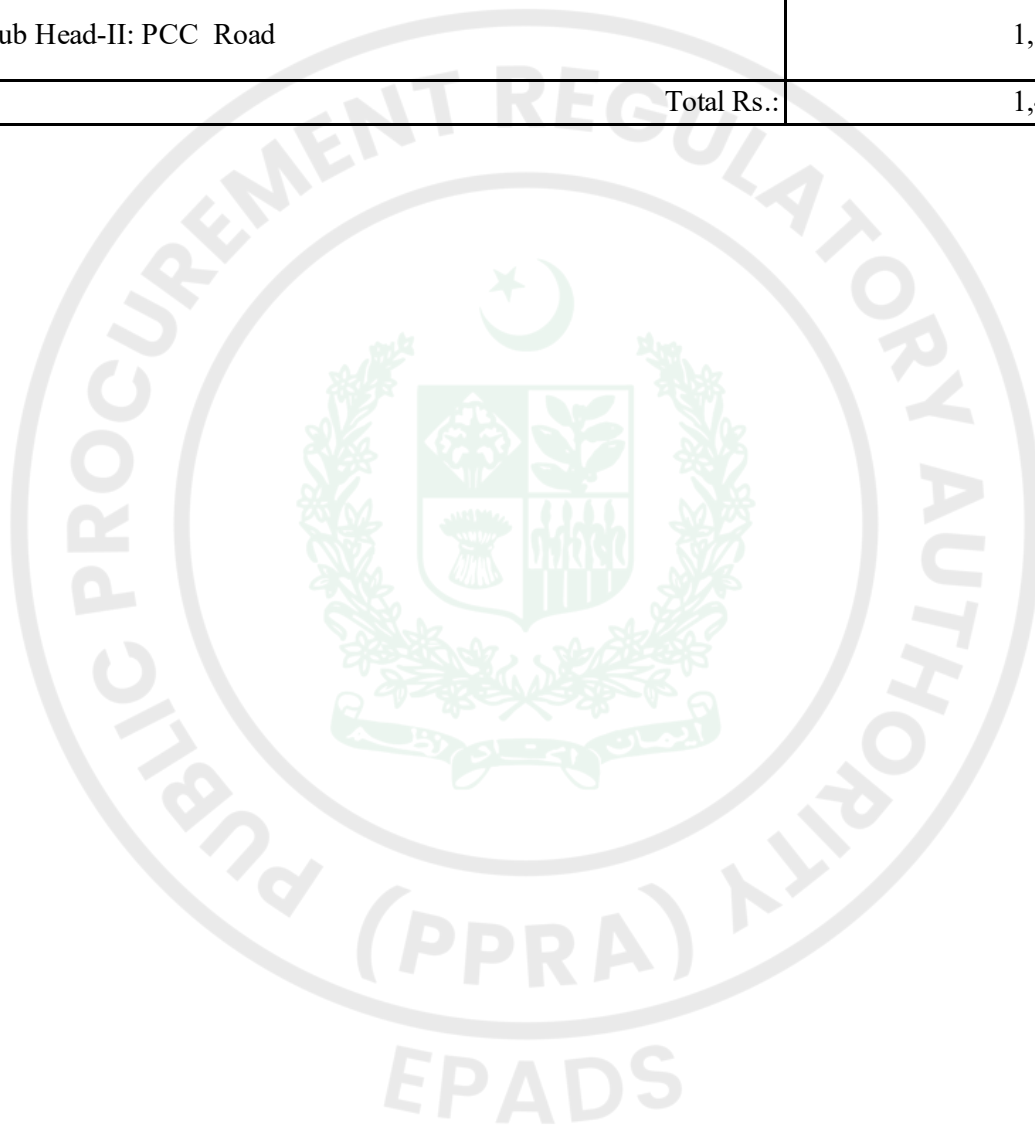 ub Head-II: PCC Road 1,
Total Rs.: 1,
PUBLIC PROCUREMENT REGULATORY AUTHORITY
(PPRA)
EPADS